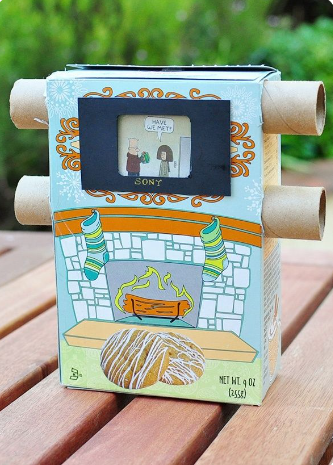 HAVE
WE MET?
SONY
NET WT. 9 OZ
(255g)